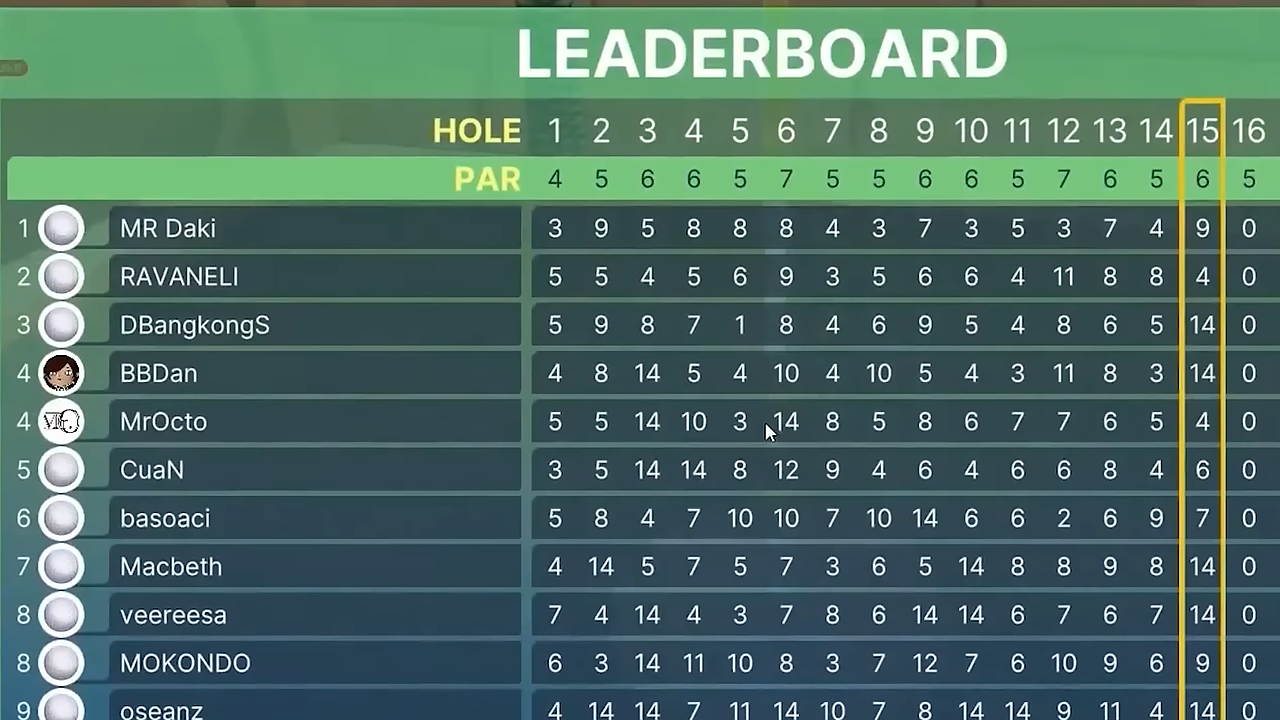 LEADERBOARD
HOLE 1 2 3 4 5 6 7 8 9 10 11 12 13 14 15 16
PAR 4 5 6 6 5 7 5 5 6 6 5 7 6 5 6 5
1 MR Daki 3 9 5 8 8 8 4 3 7 3 5 3 7 4 9 0
2 RAVANELI 5 5 4 5 6 9 3 5 6 6 4 11 8 8 4 0
3 DBangkongS 5 9 8 7 1 8 4 6 9 5 4 8 6 5 14 0
4 BBDan 4 8 14 5 4 10 4 10 5 4 3 11 8 3 14 0
4 MrOcto 5 5 14 10 3 14 8 5 8 6 7 7 6 5 4 0
5 CuaN 3 5 14 14 8 12 9 4 6 4 6 6 8 4 6 0
6 basoaci 5 8 4 7 10 10 7 10 14 6 6 2 6 9 7 0
7 Macbeth 4 14 5 7 5 7 3 6 5 14 8 8 9 8 14 0
8 veereesa 7 4 14 4 3 7 8 6 14 14 6 7 6 7 14 0
8 MOKONDO 6 3 14 11 10 8 3 7 12 7 6 10 9 6 9 0
9 oseanz 4 14 14 7 11 14 10 7 8 14 14 9 11 4 14 0